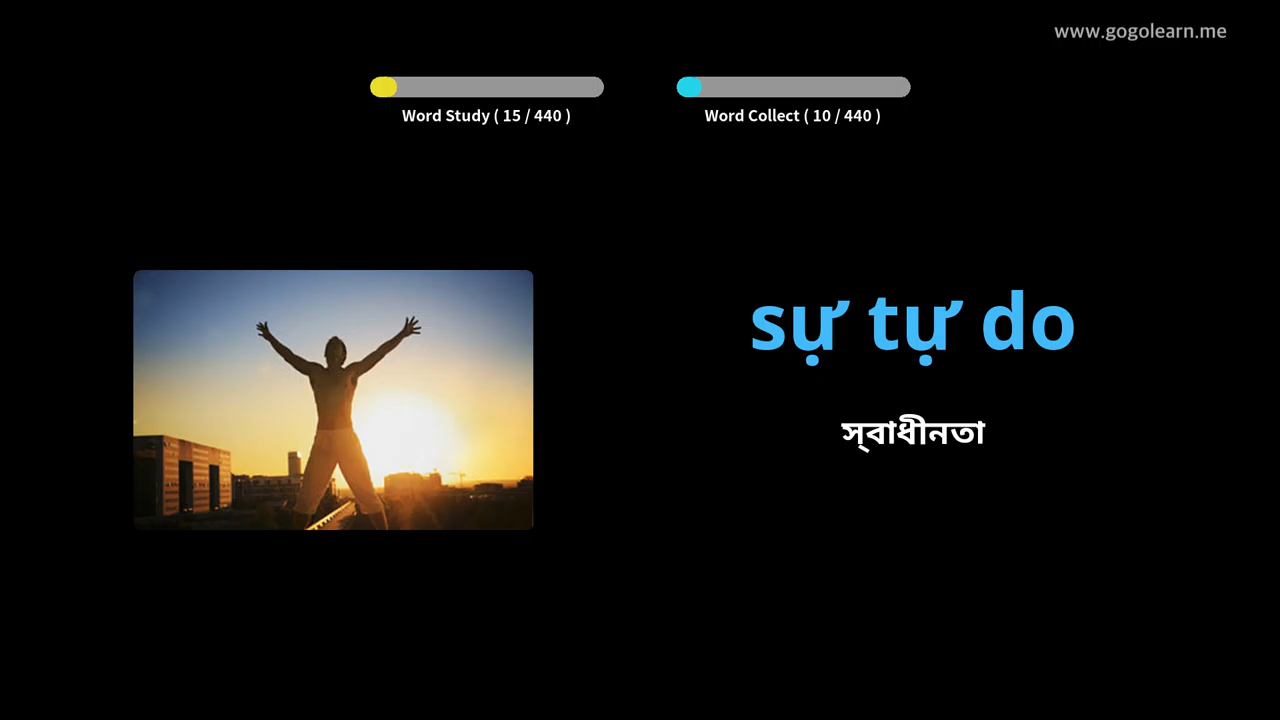 www.gogolearn.me
Word Study ( 15 / 440 )
Word Collect ( 10 / 440 )
sự tự do
স্বাধীনতা